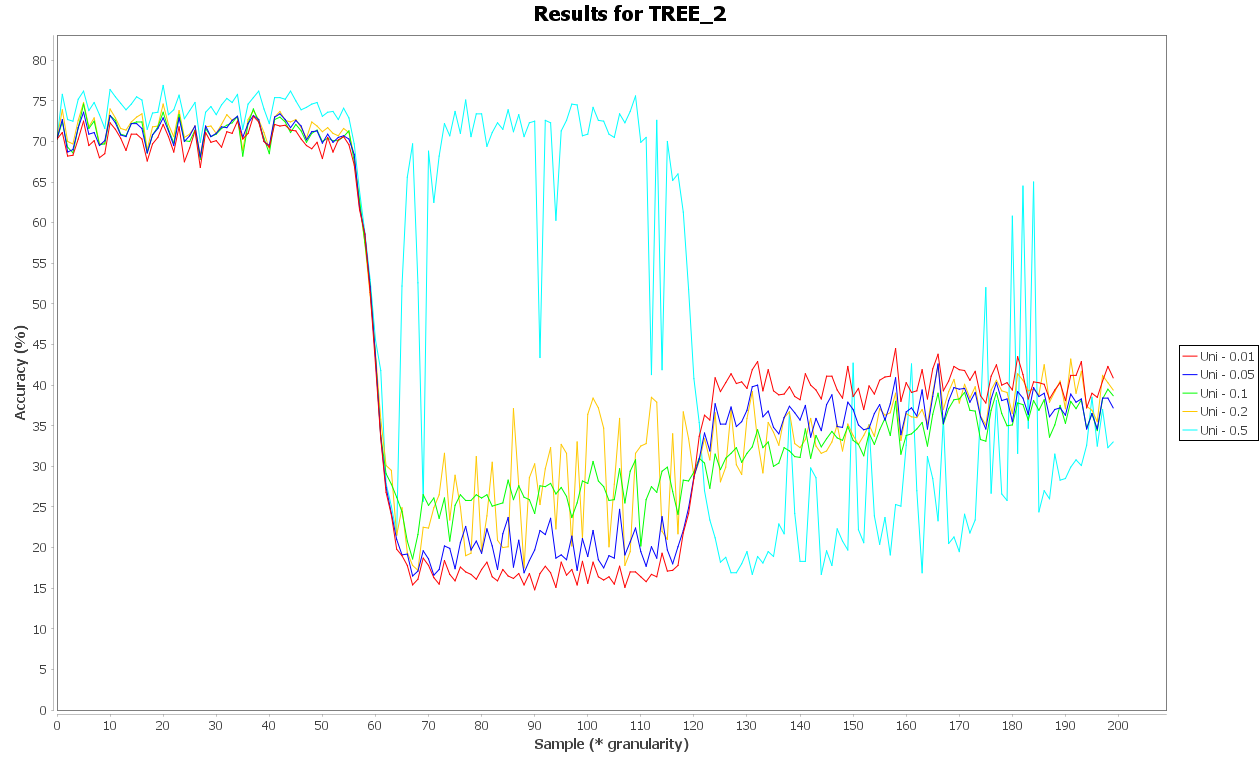 Results for TREE_2
80
75
70
65
60
55
50
45
40
35
30
25
20
15
10
5
0
Accuracy (%)
0 10 20 30 40 50 60 70 80 90 100 110 120 130 140 150 160 170 180 190 200
Sample (* granularity)
Uni - 0.01
Uni - 0.05
Uni - 0.1
Uni - 0.2
Uni - 0.5